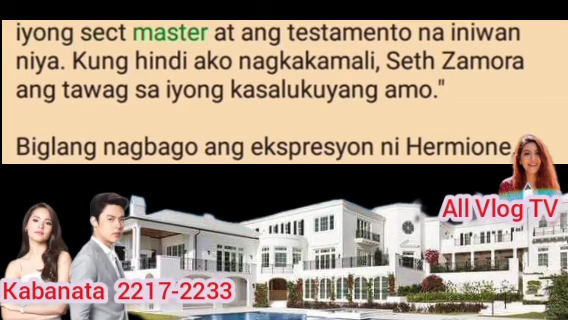 iyong sect master at ang testamento na iniwan
niya. Kung hindi ako nagkakamali, Seth Zamora
ang tawag sa iyong kasalukuyang amo."
Biglang nagbago ang ekspresyon ni Hermione.
All Vlog TV
Kabanata 2217-2233